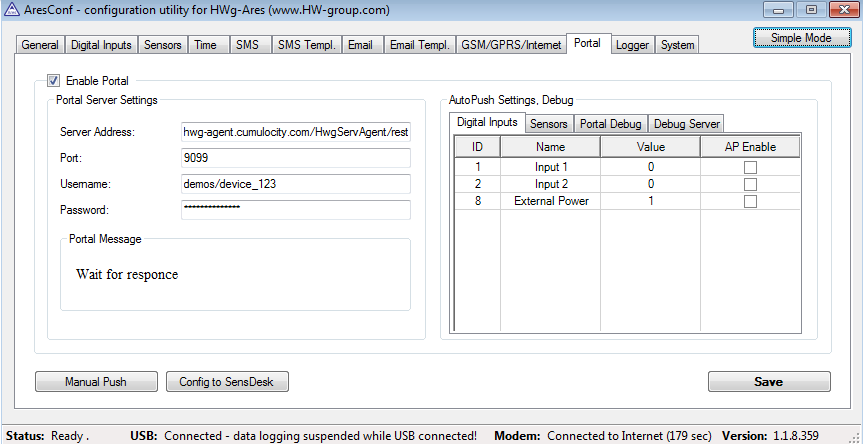 AresConf - configuration utility for HWg-Ares (www.HW-group.com)
General Digital Inputs Sensors Time SMS SMS Templ. Email Email Templ. GSM/GPRS/Internet Portal Logger System Simple Mode
Enable Portal
Portal Server Settings
Server Address: hwg-agent.cumulocity.com/HwgServAgent/rest
Port: 9099
Username: demos/device_123
Password: **************
Portal Message
Wait for responce
AutoPush Settings, Debug
Digital Inputs Sensors Portal Debug Debug Server
ID Name Value AP Enable
1 Input 1 0
2 Input 2 0
8 External Power 1
Manual Push Config to SensDesk Save
Status: Ready . USB: Connected - data logging suspended while USB connected! Modem: Connected to Internet (179 sec) Version: 1.1.8.359